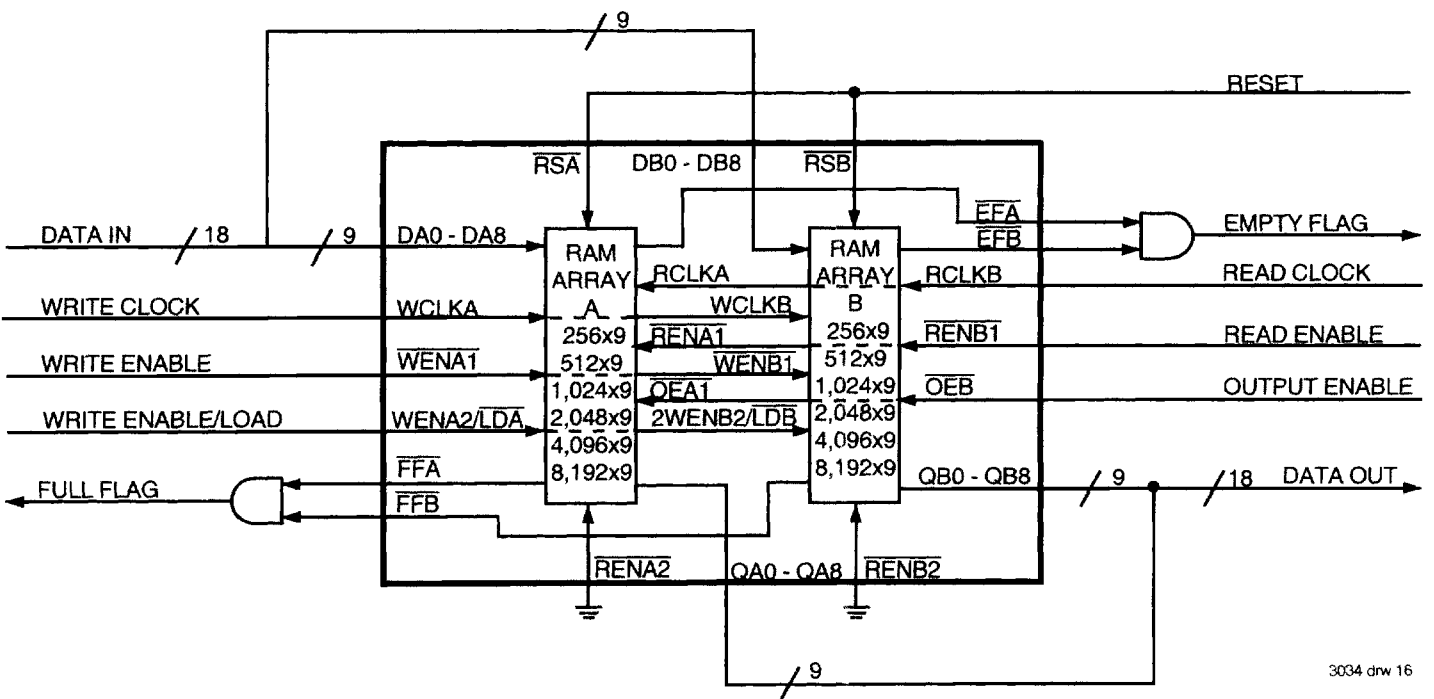 9
RESET
RSA
DB0 - DB8
RSB
DATA IN
18
9
DA0 - DA8
RAM
ARRAY
A
256x9
512x9
1,024x9
2,048x9
4,096x9
8,192x9
RAM
ARRAY
B
256x9
512x9
1,024x9
2,048x9
4,096x9
8,192x9
EFA
EFB
EMPTY FLAG
RCLKA
RCLKB
READ CLOCK
WRITE CLOCK
WCLKA
WCLKB
RENA1
RENB1
READ ENABLE
WRITE ENABLE
WENA1
WENB1
OEA1
OEB
OUTPUT ENABLE
WRITE ENABLE/LOAD
WENA2/LDA
2WENB2/LDB
FFA
FULL FLAG
FFB
QB0 - QB8
9
18
DATA OUT
RENA2
QA0 - QA8
RENB2
9
3034 drw 16